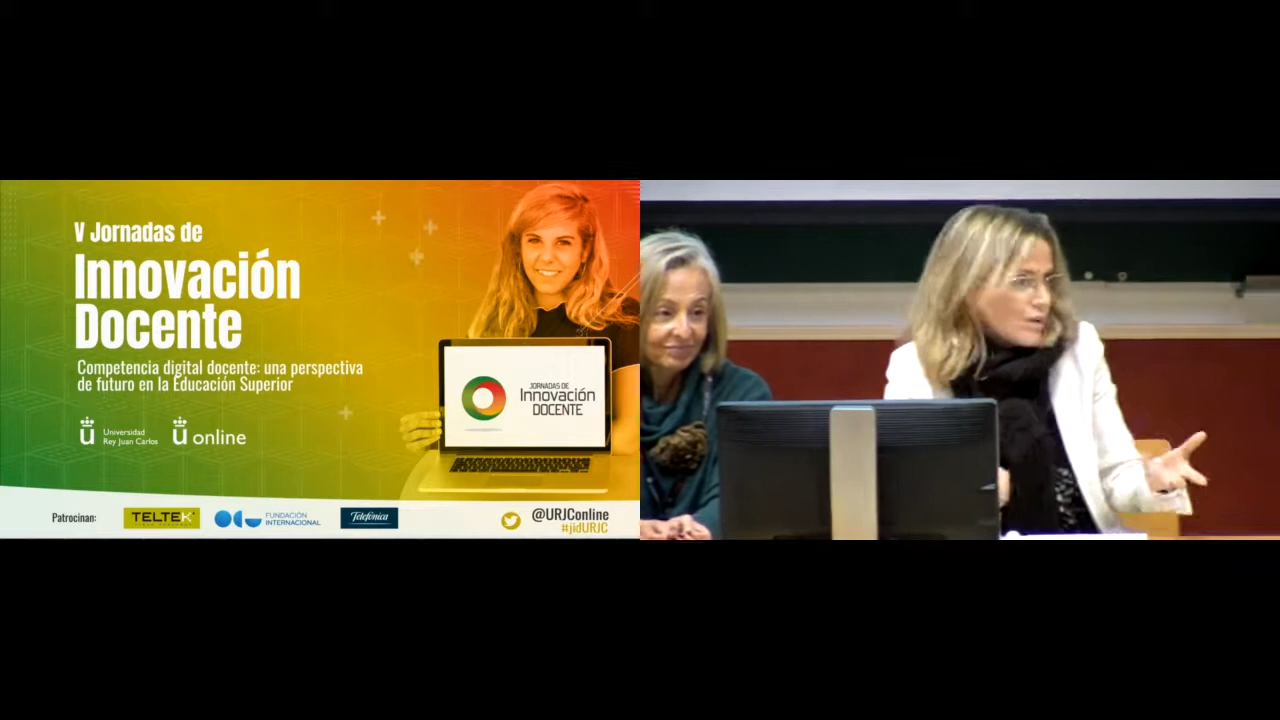 V Jornadas de
Innovación
Docente
Competencia digital docente: una perspectiva
de futuro en la Educación Superior
JORNADAS DE
Innovación
DOCENTE
ü Universidad
Rey Juan Carlos
ü online
Patrocinan:
TELTEK
FUNDACIÓN
INTERNACIONAL
Telefónica
@URJConline
#jidURJC